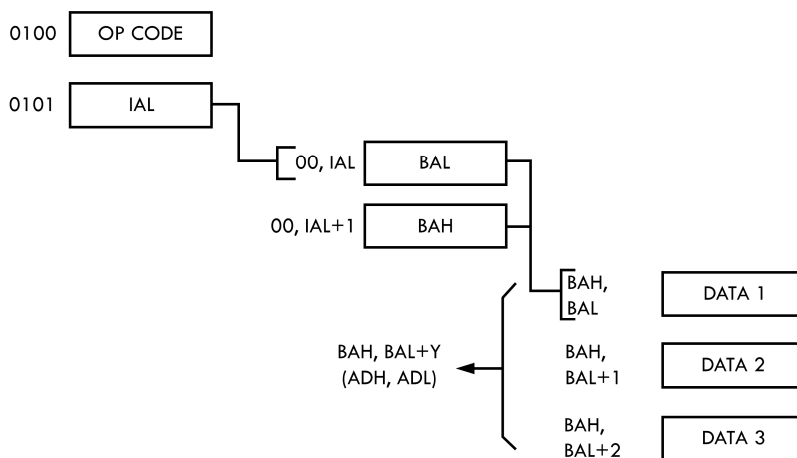 0100 OP CODE
0101 IAL
00, IAL BAL
00, IAL+1 BAH
BAH,
BAL
DATA 1
BAH, BAL+Y
(ADH, ADL)
BAH,
BAL+1
DATA 2
BAH,
BAL+2
DATA 3